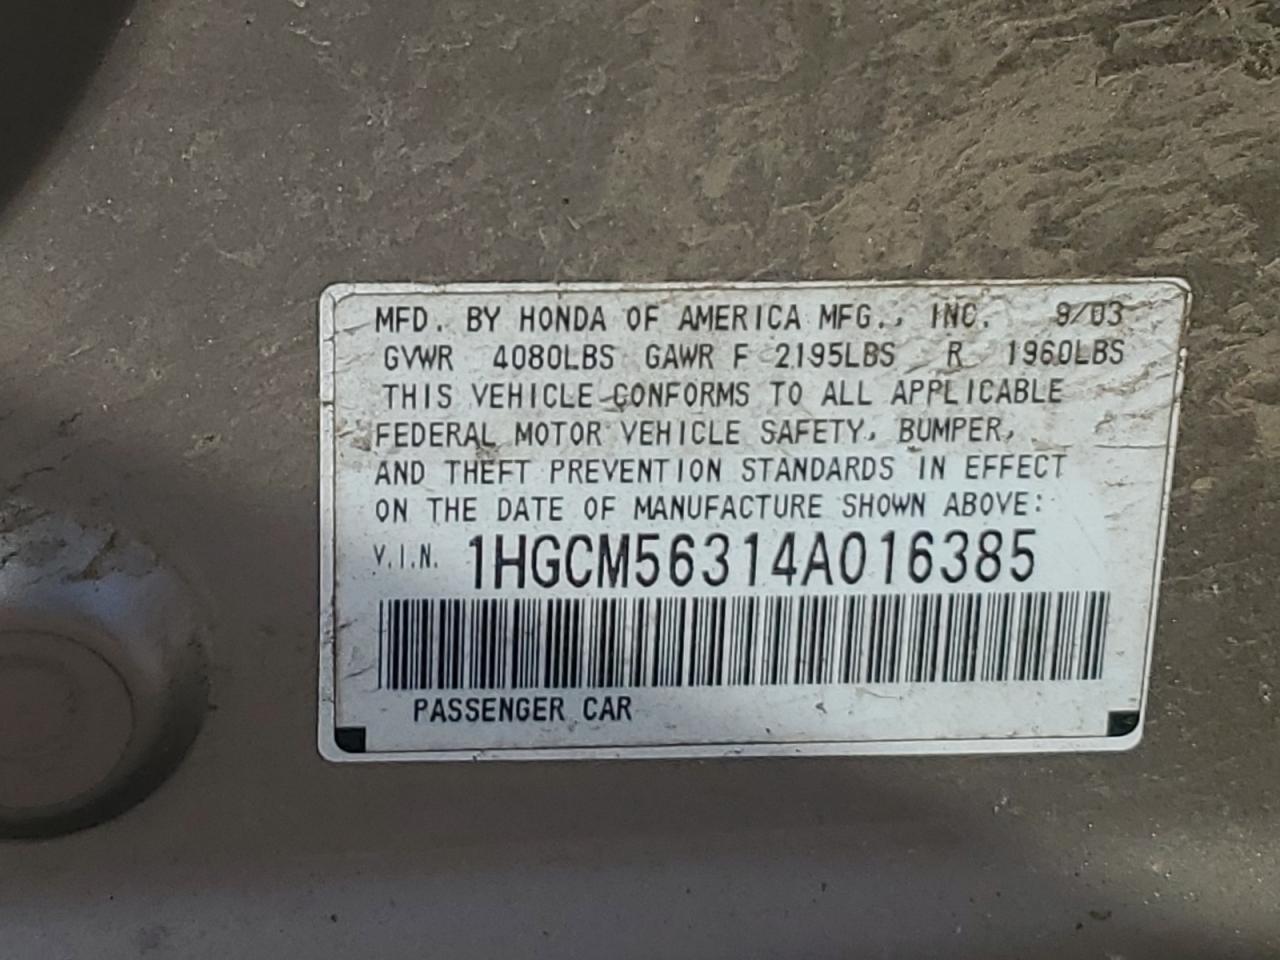 MFD. BY HONDA OF AMERICA MFG., INC. 9/03
GVWR 4080LBS GAWR F 2195LBS R 1960LBS
THIS VEHICLE CONFORMS TO ALL APPLICABLE
FEDERAL MOTOR VEHICLE SAFETY, BUMPER,
AND THEFT PREVENTION STANDARDS IN EFFECT
ON THE DATE OF MANUFACTURE SHOWN ABOVE:
V.I.N. 1HGCM56314A016385
PASSENGER CAR